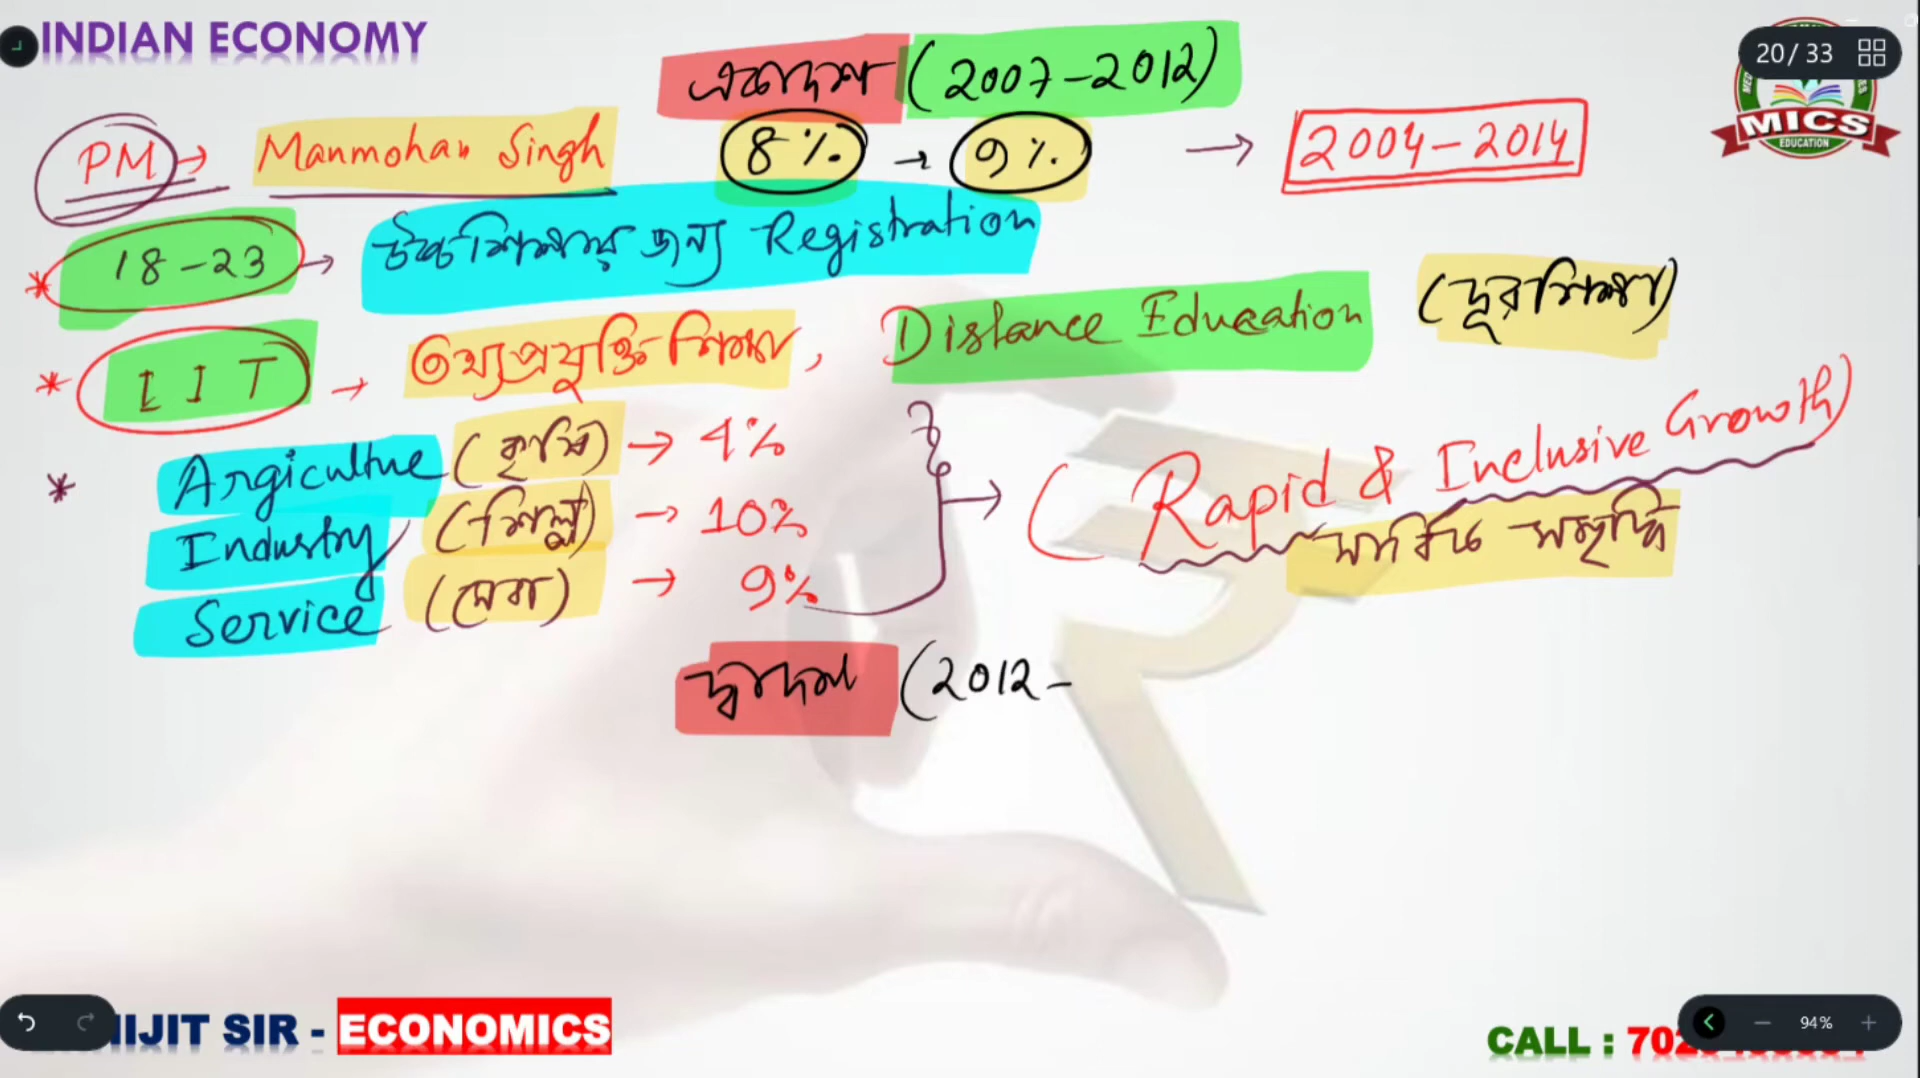 INDIAN ECONOMY
একাদশ (2007-2012)
20/33
PM → Manmohan Singh
8% → 9% → 2004-2014
MICS
EDUCATION
* 18-23 → উচ্চশিক্ষার জন্য Registration
* IIT → তথ্যপ্রযুক্তি শিক্ষা, Distance Education (দূরশিক্ষা)
* Argiculture (কৃষি) → 4%
Industry (শিল্প) → 10%
Service (সেবা) → 9%
→ (Rapid & Inclusive Growth)
সার্বিক সমৃদ্ধি
দ্বাদশ (2012-
IJIT SIR - ECONOMICS
CALL : 702
94%